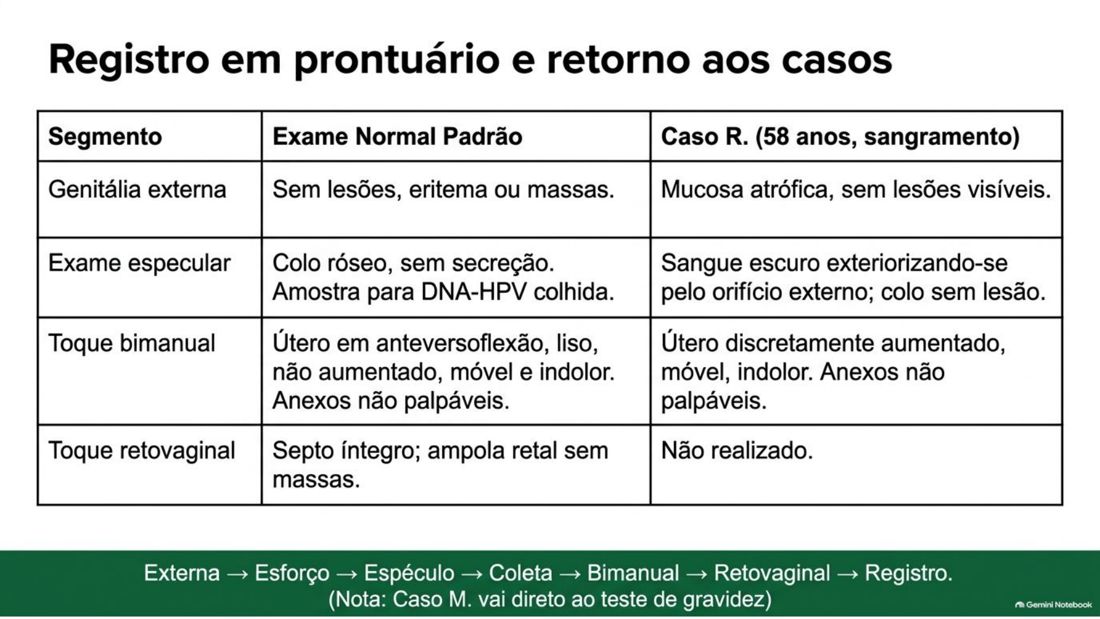 Registro em prontuário e retorno aos casos
Segmento
Exame Normal Padrão
Caso R. (58 anos, sangramento)
Genitália externa
Sem lesões, eritema ou massas.
Mucosa atrófica, sem lesões visíveis.
Exame especular
Colo róseo, sem secreção.
Amostra para DNA-HPV colhida.
Sangue escuro exteriorizando-se
pelo orifício externo; colo sem lesão.
Toque bimanual
Útero em anteversoflexão, liso,
não aumentado, móvel e indolor.
Anexos não palpáveis.
Útero discretamente aumentado,
móvel, indolor. Anexos não
palpáveis.
Toque retovaginal
Septo íntegro; ampola retal sem
massas.
Não realizado.
Externa → Esforço → Espéculo → Coleta → Bimanual → Retovaginal → Registro.
(Nota: Caso M. vai direto ao teste de gravidez)
Gemini Notebook